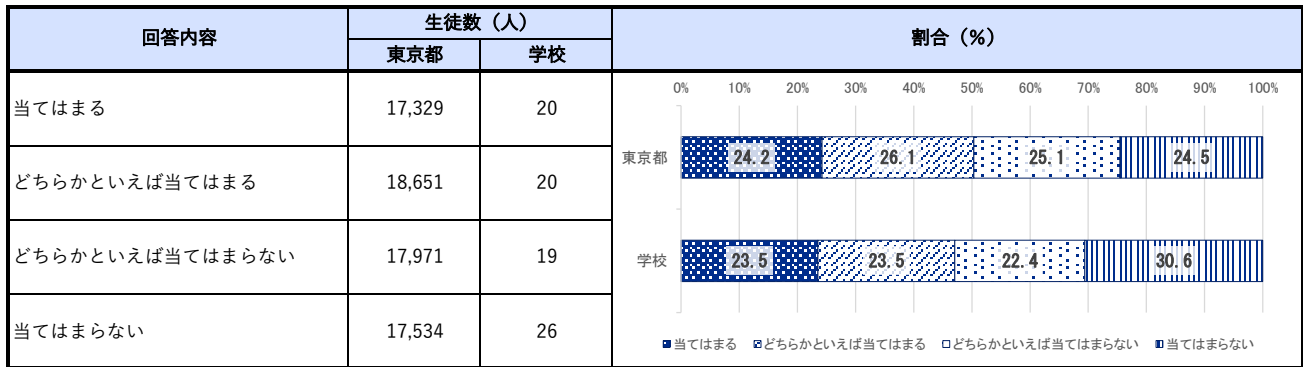 回答内容
生徒数（人）
割合（%）
東京都
学校
当てはまる
17,329
20
どちらかといえば当てはまる
18,651
20
どちらかといえば当てはまらない
17,971
19
当てはまらない
17,534
26
0% 10% 20% 30% 40% 50% 60% 70% 80% 90% 100%
東京都 24.2 26.1 25.1 24.5
学校 23.5 23.5 22.4 30.6
当てはまる どちらかといえば当てはまる どちらかといえば当てはまらない 当てはまらない